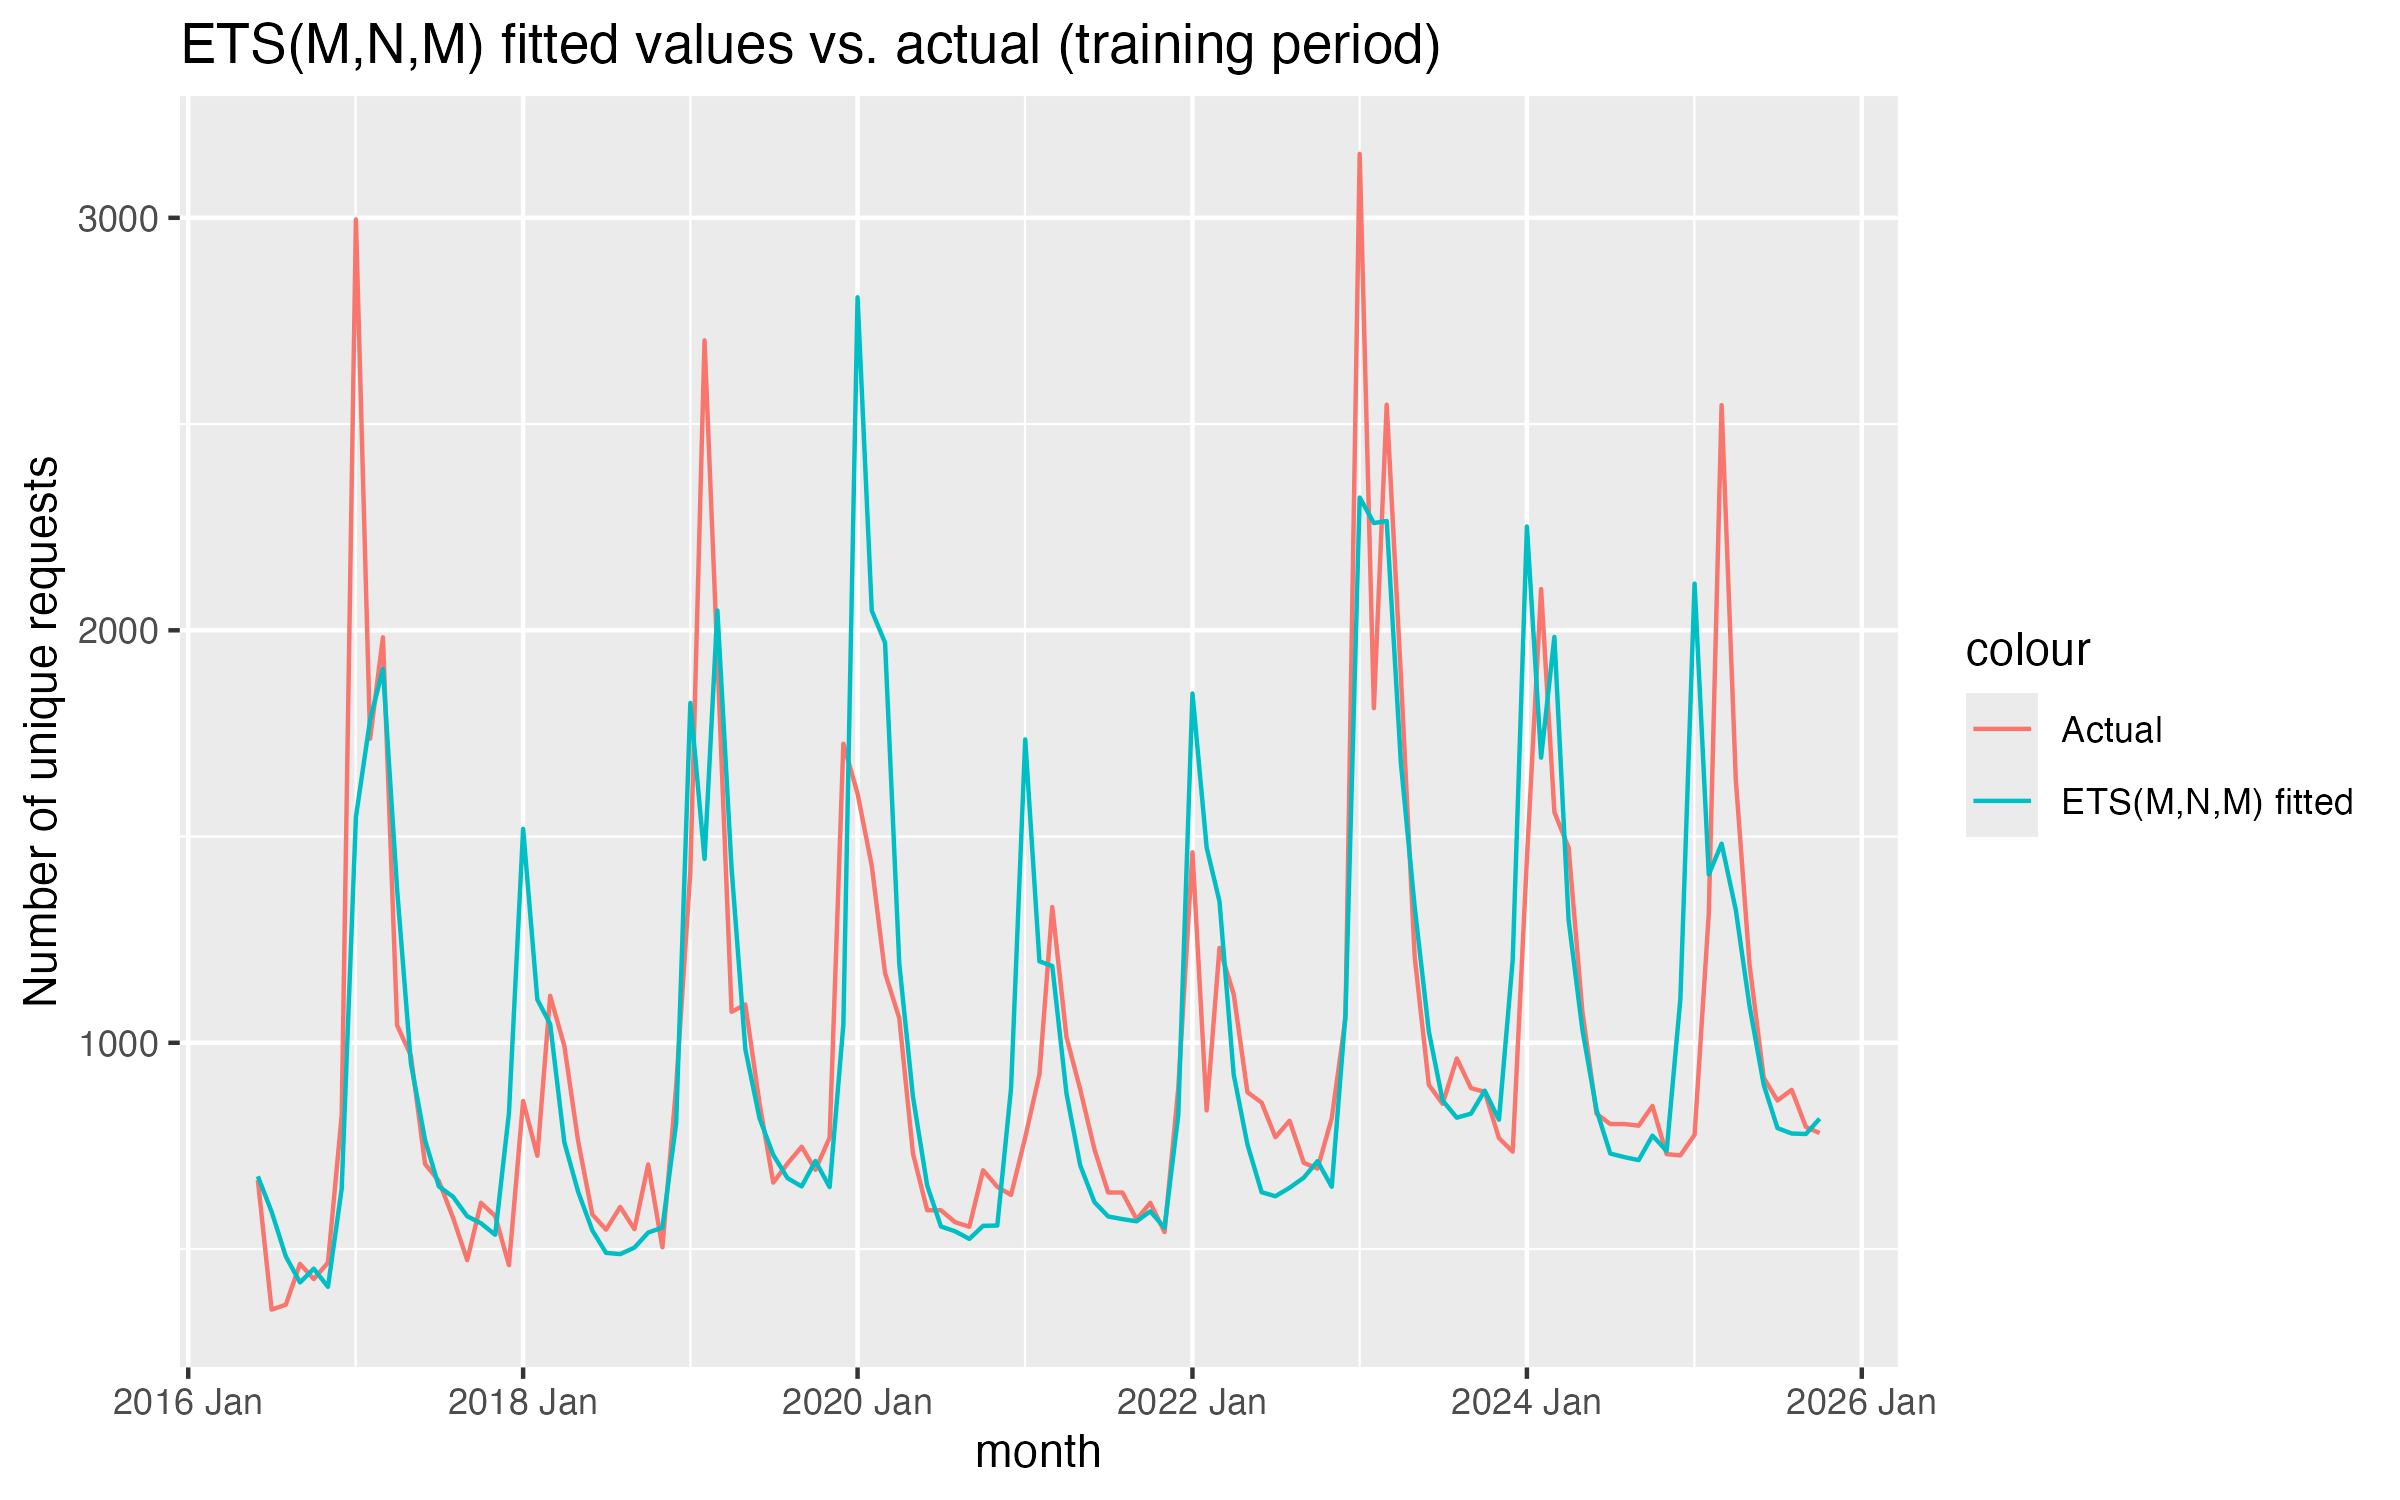 ETS(M,N,M) fitted values vs. actual (training period)
Number of unique requests
3000
2000
1000
2016 Jan
2018 Jan
2020 Jan
2022 Jan
2024 Jan
2026 Jan
month
colour
Actual
ETS(M,N,M) fitted